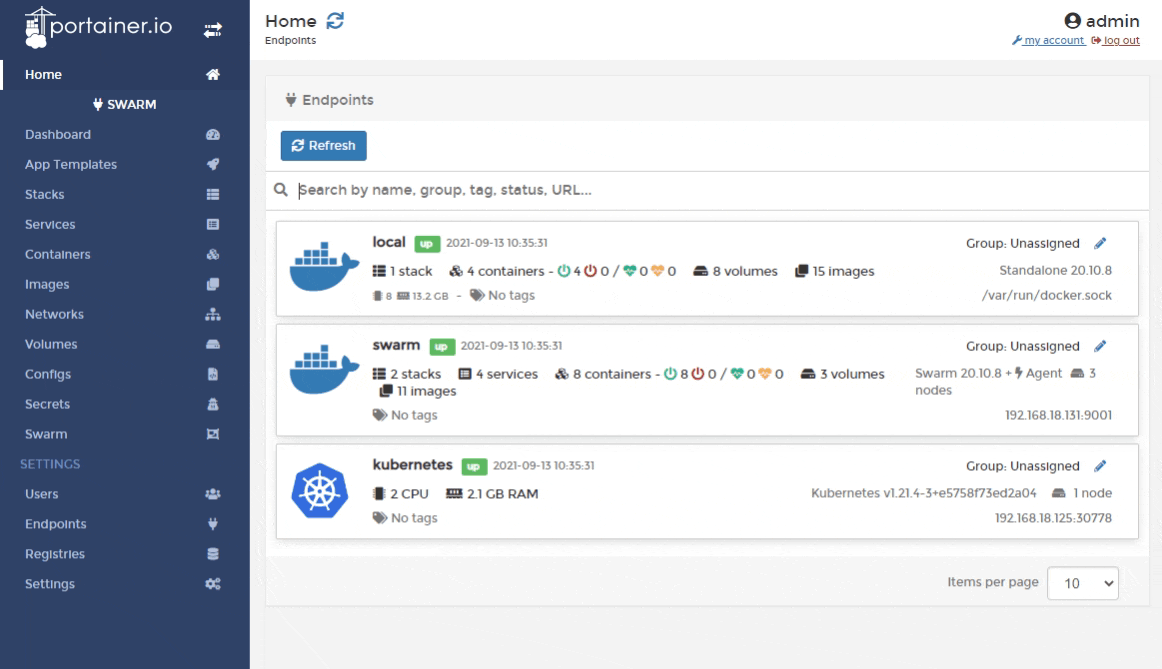 portainer.io
Home
SWARM
Dashboard
App Templates
Stacks
Services
Containers
Images
Networks
Volumes
Configs
Secrets
Swarm
SETTINGS
Users
Endpoints
Registries
Settings
Home
Endpoints
admin
my account log out
Endpoints
Refresh
Search by name, group, tag, status, URL...
local up 2021-09-13 10:35:31 Group: Unassigned
1 stack 4 containers - 4 0 / 0 0 8 volumes 15 images Standalone 20.10.8
8 13.2 GB - No tags /var/run/docker.sock
swarm up 2021-09-13 10:35:31 Group: Unassigned
2 stacks 4 services 8 containers - 8 0 / 0 0 3 volumes Swarm 20.10.8 + Agent 3
11 images nodes
No tags 192.168.18.131:9001
kubernetes up 2021-09-13 10:35:31 Group: Unassigned
2 CPU 2.1 GB RAM Kubernetes v1.21.4-3+e5758f73ed2a04 1 node
No tags 192.168.18.125:30778
Items per page 10